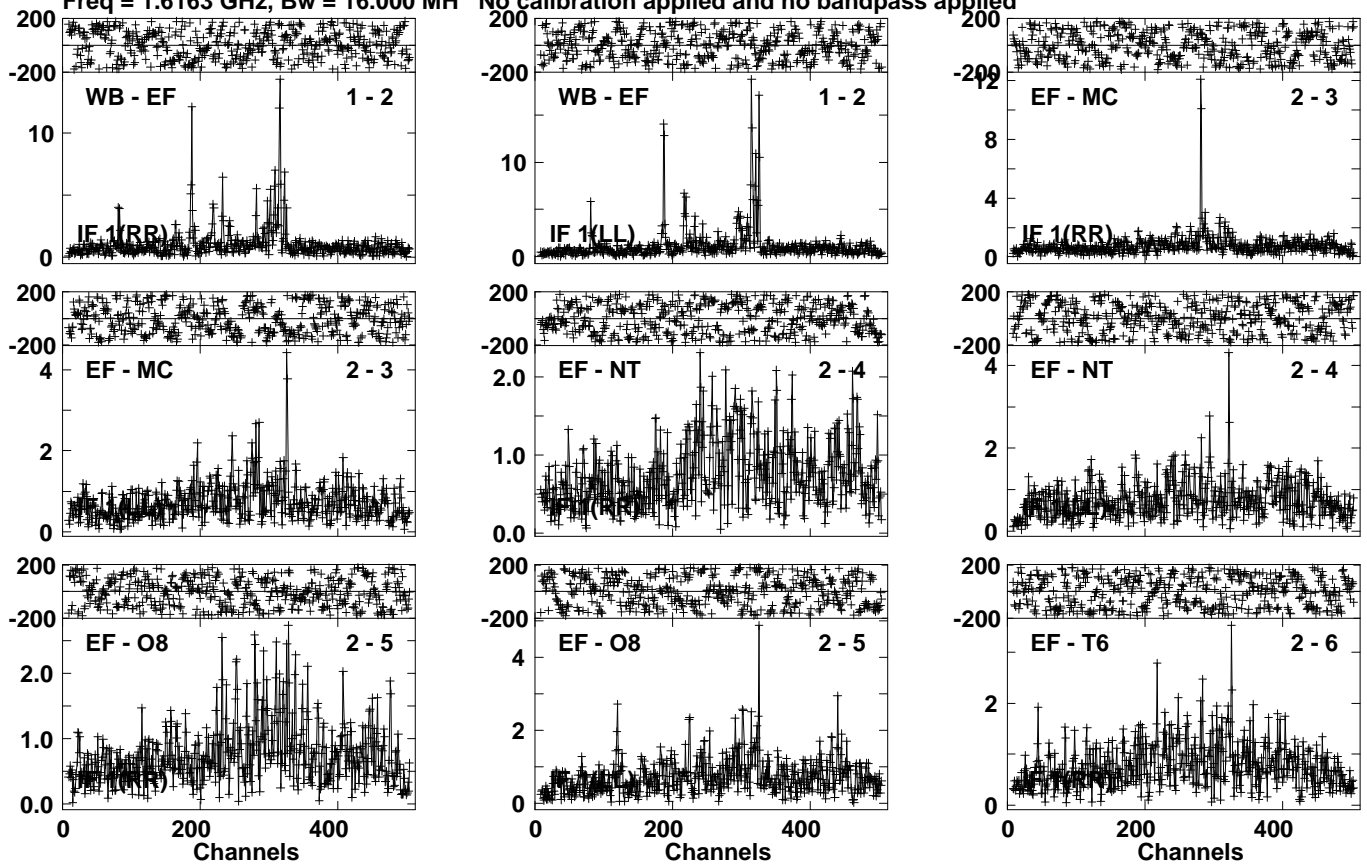 Freq = 1.6163 GHz, Bw = 16.000 MH No calibration applied and no bandpass applied
200 200 200
-200 -200 -200
WB - EF 1 - 2 WB - EF 1 - 2 12 EF - MC 2 - 3
10 10 8
4
IF 1(RR) IF 1(LL) IF 1(RR)
0 0 0
200 200 200
-200 -200 -200
EF - MC 2 - 3 EF - NT 2 - 4 EF - NT 2 - 4
4 2.0 4
2 1.0 2
0 0.0 0
200 200 200
-200 -200 -200
EF - O8 2 - 5 EF - O8 2 - 5 EF - T6 2 - 6
2.0 4 2
1.0 2
0.0 0 0
0 200 400 0 200 400 0 200 400
Channels Channels Channels